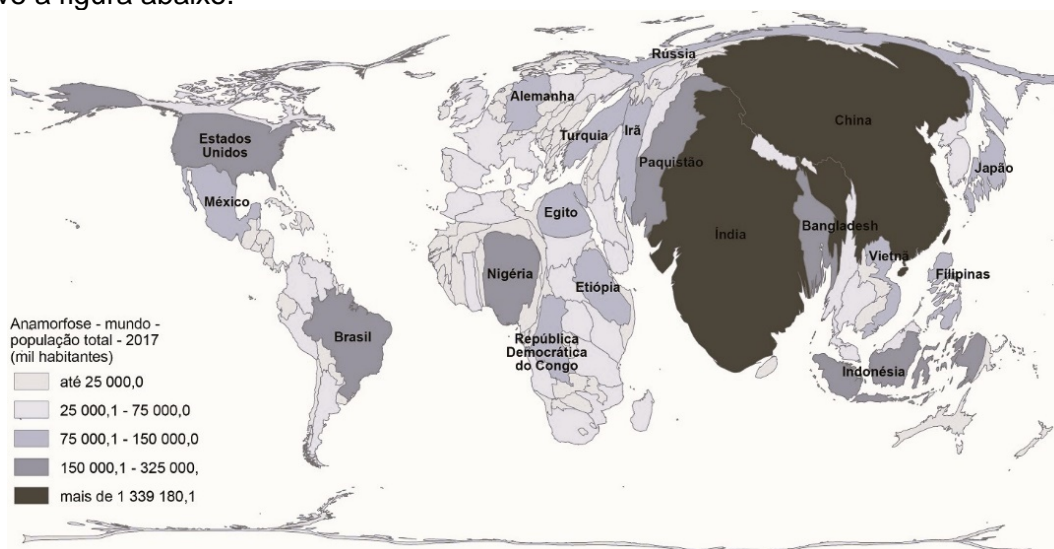 a figura abaixo:
Rússia
Alemanha
Turquia
Irã
China
Estados
Unidos
Paquistão
Japão
México
Egito
Índia
Bangladesh
Vietnã
Nigéria
Etiópia
Filipinas
Brasil
República
Democrática
do Congo
Indonésia
Anamorfose - mundo -
população total - 2017
(mil habitantes)
até 25 000,0
25 000,1 - 75 000,0
75 000,1 - 150 000,0
150 000,1 - 325 000,
mais de 1 339 180,1